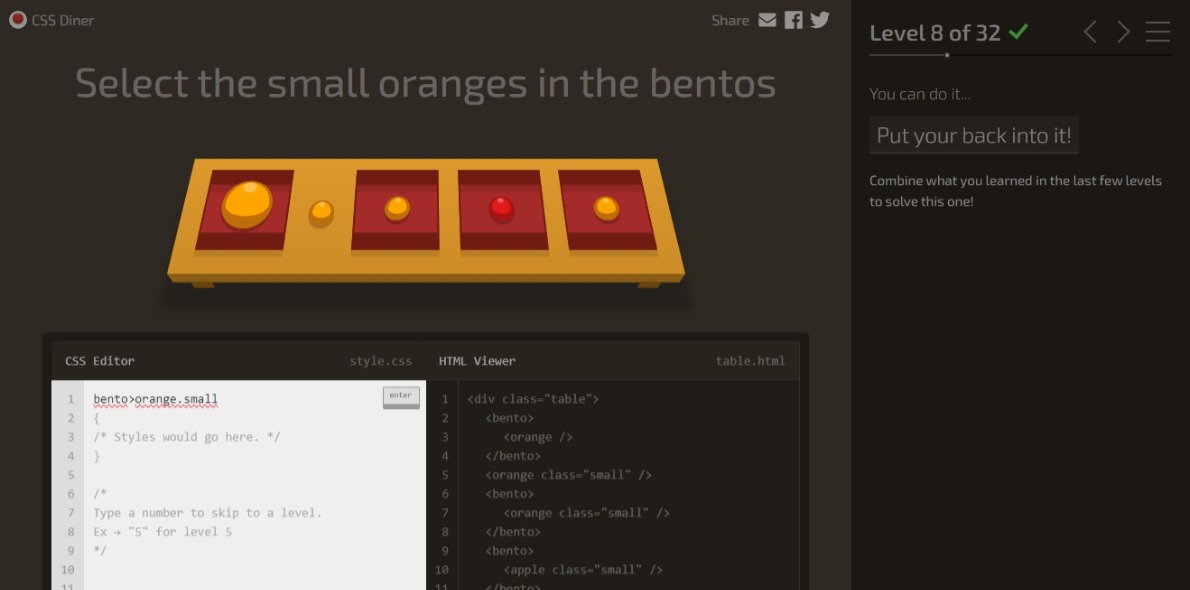 CSS Diner
Share
Level 8 of 32
Select the small oranges in the bentos
You can do it...
Put your back into it!
Combine what you learned in the last few levels
to solve this one!
CSS Editor
style.css
1 bento>orange.small
enter
2 {
3 /* Styles would go here. */
4 }
5
6 /*
7 Type a number to skip to a level.
8 Ex → "5" for level 5
9 */
10
11
HTML Viewer
table.html
1 <div class="table">
2 <bento>
3 <orange />
4 </bento>
5 <orange class="small" />
6 <bento>
7 <orange class="small" />
8 </bento>
9 <bento>
10 <apple class="small" />
11 </bento>